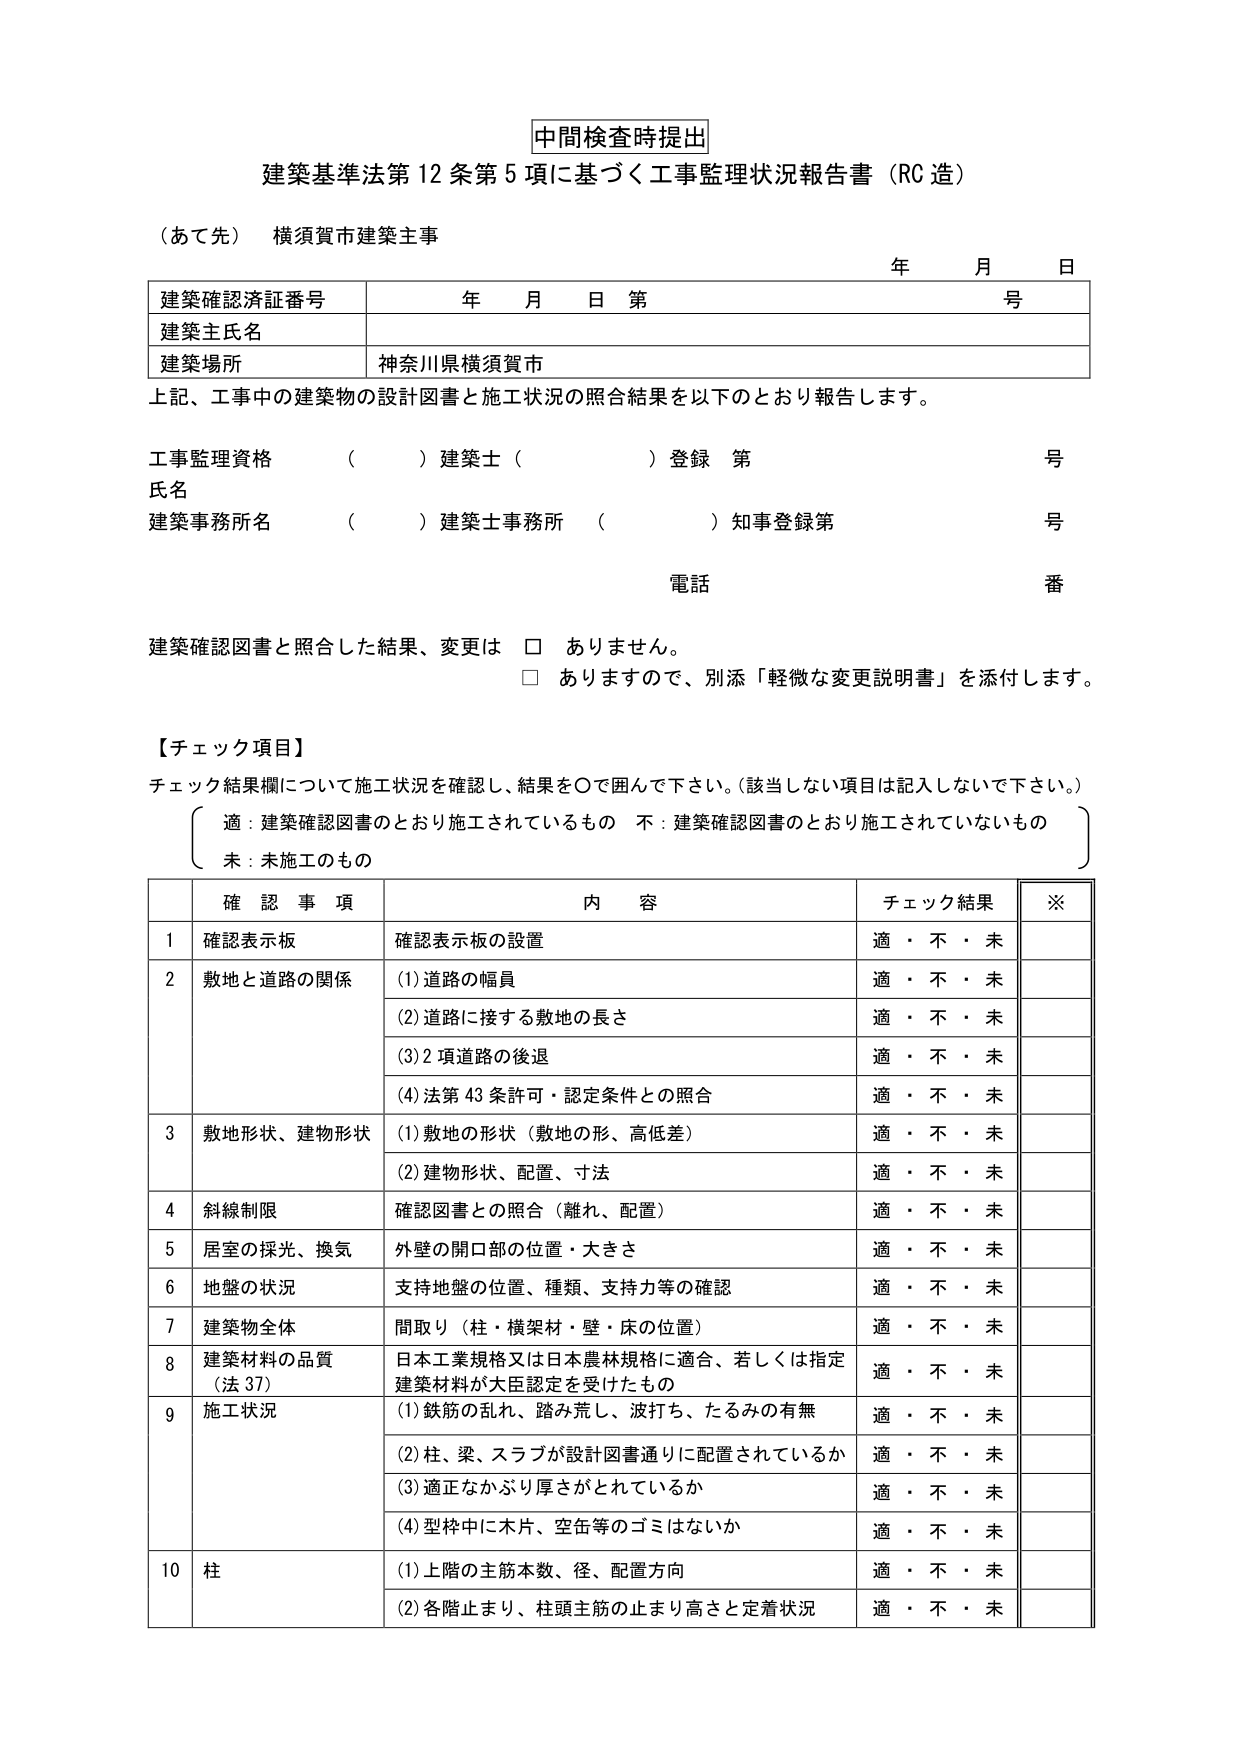 中間検査時提出
建築基準法第 12 条第 5 項に基づく工事監理状況報告書（RC 造）
（あて先）　横須賀市建築主事
年　　　月　　　日
建築確認済証番号　　年　　月　　日　第　　　　　　　　　号
建築主氏名
建築場所　神奈川県横須賀市
上記、工事中の建築物の設計図書と施工状況の照合結果を以下のとおり報告します。
工事監理資格　　（　　　）建築士（　　　　　　）登録　第　　　　　　　　　号
氏名
建築事務所名　　（　　　）建築士事務所　（　　　　　）知事登録第　　　　　　　　　号
電話　　　　　　　　　番
建築確認図書と照合した結果、変更は　□　ありません。
□　ありますので、別添「軽微な変更説明書」を添付します。
【チェック項目】
チェック結果欄について施工状況を確認し、結果を〇で囲んで下さい。（該当しない項目は記入しないで下さい。）
適：建築確認図書のとおり施工されているもの　不：建築確認図書のとおり施工されていないもの
未：未施工のもの
確　認　事　項　　内　　容　　チェック結果　　※
1　確認表示板　確認表示板の設置　適 ・ 不 ・ 未
2　敷地と道路の関係　(1)道路の幅員　適 ・ 不 ・ 未
(2)道路に接する敷地の長さ　適 ・ 不 ・ 未
(3)2 項道路の後退　適 ・ 不 ・ 未
(4)法第 43 条許可・認定条件との照合　適 ・ 不 ・ 未
3　敷地形状、建物形状　(1)敷地の形状（敷地の形、高低差）　適 ・ 不 ・ 未
(2)建物形状、配置、寸法　適 ・ 不 ・ 未
4　斜線制限　確認図書との照合（離れ、配置）　適 ・ 不 ・ 未
5　居室の採光、換気　外壁の開口部の位置・大きさ　適 ・ 不 ・ 未
6　地盤の状況　支持地盤の位置、種類、支持力等の確認　適 ・ 不 ・ 未
7　建築物全体　間取り（柱・横架材・壁・床の位置）　適 ・ 不 ・ 未
8　建築材料の品質　日本工業規格又は日本農林規格に適合、若しくは指定　適 ・ 不 ・ 未
（法 37）　建築材料が大臣認定を受けたもの
9　施工状況　(1)鉄筋の乱れ、踏み荒し、波打ち、たるみの有無　適 ・ 不 ・ 未
(2)柱、梁、スラブが設計図書通りに配置されているか　適 ・ 不 ・ 未
(3)適正なかぶり厚さがとれているか　適 ・ 不 ・ 未
(4)型枠中に木片、空缶等のゴミはないか　適 ・ 不 ・ 未
10　柱　(1)上階の主筋本数、径、配置方向　適 ・ 不 ・ 未
(2)各階止まり、柱頭主筋の止まり高さと定着状況　適 ・ 不 ・ 未